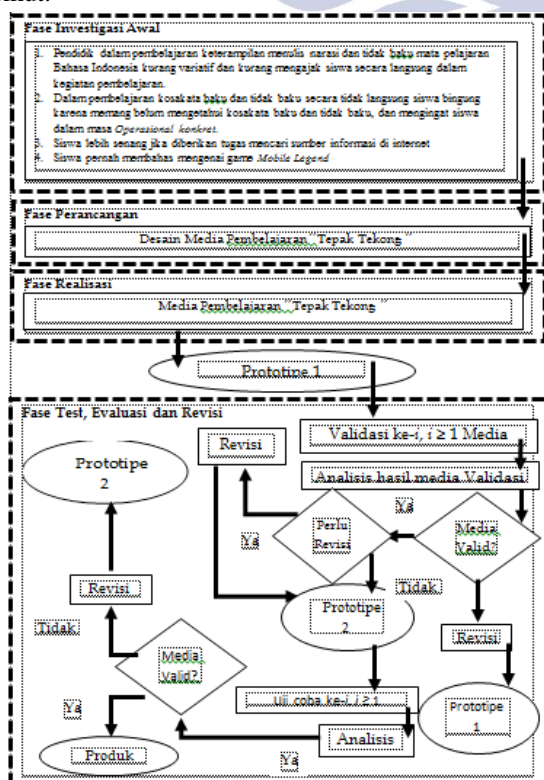 Fase Investigasi Awal
1. Pendidik dalam pembelajaran keterampilan menulis narasi dan tidak baku mata pelajaran
Bahasa Indonesia kurang variatif dan kurang mengajak siswa secara langsung dalam
kegiatan pembelajaran.
2. Dalam pembelajaran kosakata baku dan tidak baku secara tidak langsung siswa bingung
karena memang belum mengetahui kosakata baku dan tidak baku, dan mengingat siswa
dalam masa Operasional konkret.
3. Siswa lebih senang jika diberikan tugas mencari sumber informasi di internet
4. Siswa pernah membahas mengenai game Mobile Legend
Fase Perancangan
Desain Media Pembelajaran "Tepak Tekong"
Fase Realisasi
Media Pembelajaran "Tepak Tekong"
Prototipe 1
Fase Test, Evaluasi dan Revisi
Validasi ke-i, i ≥ 1 Media
Analisis hasil media Validasi
Revisi
Ya
Perlu
Revisi
Media
Valid?
Ya
Tidak
Revisi
Prototipe
1
Prototipe
2
Uji coba ke-i, i ≥ 1
Analisis
Ya
Media
Valid?
Tidak
Revisi
Prototipe
2
Ya
Produk